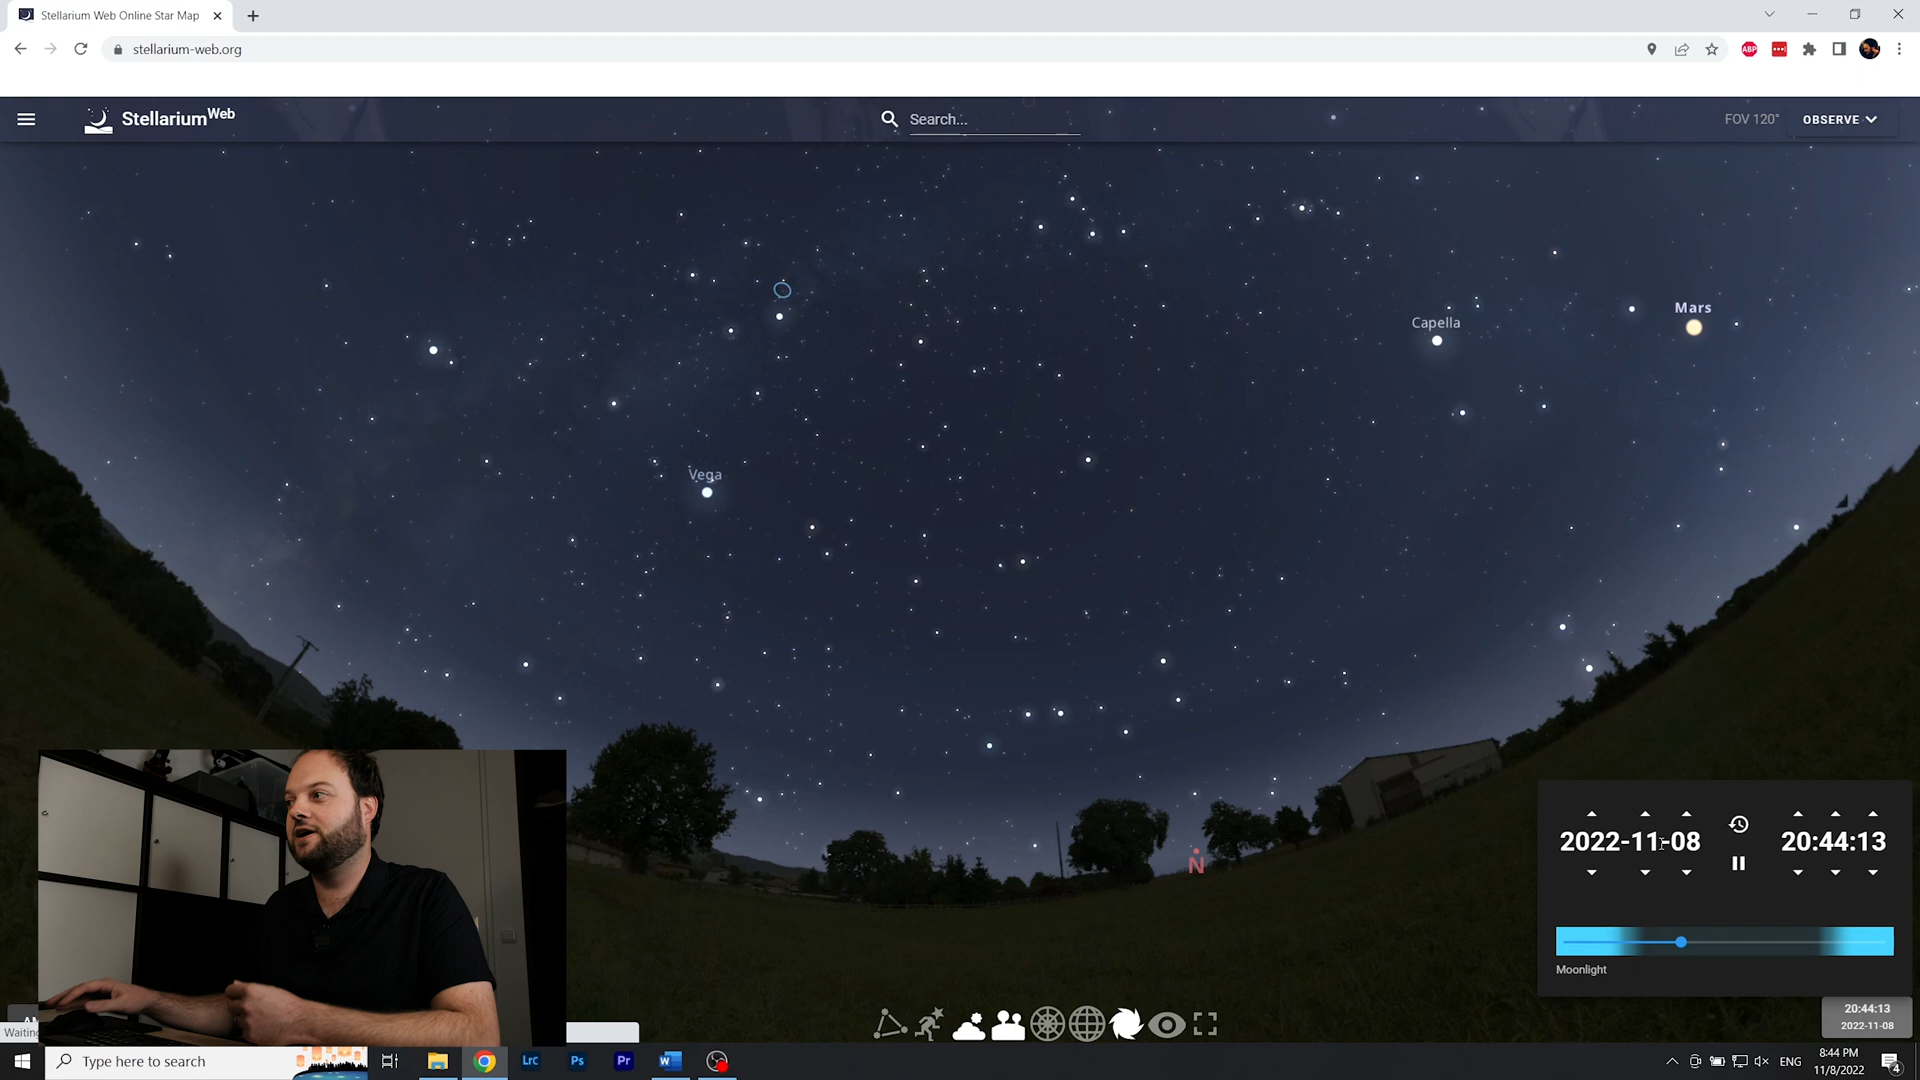 Stellarium Web Online Star Map
stellarium-web.org
ABP
StellariumWeb
Search...
FOV 120°
OBSERVE
Mars
Capella
Vega
N
2022-11-08
20:44:13
Moonlight
20:44:13
2022-11-08
Type here to search
Lrc
Ps
Pr
W
ENG
8:44 PM
11/8/2022
4